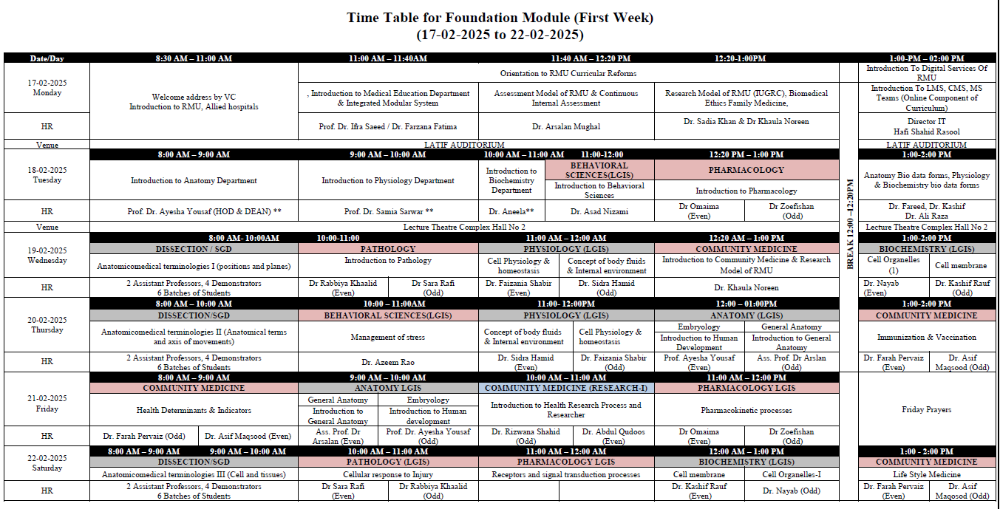 Time Table for Foundation Module (First Week)
(17-02-2025 to 22-02-2025)
Date/Day 8:30 AM – 11:00 AM 11:00 AM – 11:40AM 11:40 AM – 12:20 PM 12:20-1:00PM 1:00-PM – 02:00 PM
17-02-2025
Monday
Welcome address by VC
Introduction to RMU, Allied hospitals
Orientation to RMU Curricular Reforms
, Introduction to Medical Education Department
& Integrated Modular System
Assessment Model of RMU & Continuous
Internal Assessment
Research Model of RMU (IUGRC), Biomedical
Ethics Family Medicine,
Introduction To Digital Services Of
RMU
Introduction To LMS, CMS, MS
Teams (Online Component of
Curriculum)
HR
Prof. Dr. Ifra Saeed / Dr. Farzana Fatima
Dr. Arsalan Mughal
Dr. Sadia Khan & Dr Khaula Noreen
Director IT
Hafi Shahid Rasool
Venue LATIF AUDITORIUM LATIF AUDITORIUM
18-02-2025
Tuesday
8:00 AM – 9:00 AM 9:00 AM – 10:00 AM 10:00 AM – 11:00 AM 11:00-12:00 12:20 PM – 1:00 PM 1:00-2:00 PM
Introduction to Anatomy Department
Introduction to Physiology Department
Introduction to
Biochemistry
Department
BEHAVIORAL
SCIENCES(LGIS)
Introduction to Behavioral
Sciences
PHARMACOLOGY
Introduction to Pharmacology
Anatomy Bio data forms, Physiology
& Biochemistry bio data forms
HR
Prof. Dr. Ayesha Yousaf (HOD & DEAN) **
Prof. Dr. Samia Sarwar **
Dr. Aneela**
Dr. Asad Nizami
Dr Omaima
(Even)
Dr Zoefishan
(Odd)
Dr. Fareed, Dr. Kashif
Dr. Ali Raza
Venue Lecture Theatre Complex Hall No 2 Lecture Theatre Complex Hall No 2
BREAK 12:00 –12:20PM
19-02-2025
Wednesday
8:00 AM- 10:00AM 10:00-11:00 11:00 AM – 12:00 AM 12:20 AM – 1:00 PM 1:00-2:00 PM
DISSECTION / SGD PATHOLOGY PHYSIOLOGY (LGIS) COMMUNITY MEDICINE BIOCHEMISTRY (LGIS)
Anatomicomedical terminologies I (positions and planes)
Introduction to Pathology
Cell Physiology &
homeostasis
Concept of body fluids
& Internal environment
Introduction to Community Medicine & Research
Model of RMU
Cell Organelles
(1)
Cell membrane
HR
2 Assistant Professors, 4 Demonstrators
6 Batches of Students
Dr Rabbiya Khaalid
(Even)
Dr Sara Rafi
(Odd)
Dr. Faizania Shabir
(Even)
Dr. Sidra Hamid
(Odd)
Dr. Khaula Noreen
Dr. Nayab
(Even)
Dr. Kashif Rauf
(Odd)
20-02-2025
Thursday
8:00 AM – 10:00 AM 10:00 – 11:00AM 11:00- 12:00PM 12:00 – 01:00PM 1:00-2:00 PM
DISSECTION/SGD BEHAVIORAL SCIENCES(LGIS) PHYSIOLOGY (LGIS) ANATOMY (LGIS) COMMUNITY MEDICINE
Anatomicomedical terminologies II (Anatomical terms
and axis of movements)
Management of stress
Concept of body fluids
& Internal environment
Cell Physiology &
homeostasis
Embryology
Introduction to Human
Development
General Anatomy
Introduction to General
Anatomy
Immunization & Vaccination
HR
2 Assistant Professors, 4 Demonstrators
6 Batches of Students
Dr. Azeem Rao
Dr. Sidra Hamid
(Even)
Dr. Faizania Shabir
(Odd)
Prof. Ayesha Yousaf
(Even)
Ass. Prof. Dr Arslan
(Odd)
Dr. Farah Pervaiz
(Even)
Dr. Asif
Maqsood (Odd)
21-02-2025
Friday
8:00 AM – 9:00 AM 9:00 AM – 10:00 AM 10:00 AM – 11:00 AM 11:00 AM – 12:00 PM
COMMUNITY MEDICINE ANATOMY LGIS COMMUNITY MEDICINE (RESEARCH-I) PHARMACOLOGY LGIS
Health Determinants & Indicators
General Anatomy
Introduction to
General Anatomy
Embryology
Introduction to Human
development
Introduction to Health Research Process and
Researcher
Pharmacokinetic processes
Friday Prayers
HR
Dr. Farah Pervaiz (Odd)
Dr. Asif Maqsood (Even)
Ass. Prof. Dr
Arsalan (Even)
Prof. Dr. Ayesha Yousaf
(Odd)
Dr. Rizwana Shahid
(Odd)
Dr. Abdul Qudoos
(Even)
Dr Omaima
(Even)
Dr Zoefishan
(Odd)
22-02-2025
Saturday
8:00 AM – 9:00 AM 9:00 AM – 10:00 AM 10:00 AM – 11:00 AM 11:00 AM – 12:00 AM 12:00 AM – 1:00 PM 1:00 - 2:00 PM
DISSECTION/SGD PATHOLOGY (LGIS) PHARMACOLOGY LGIS BIOCHEMISTRY (LGIS) COMMUNITY MEDICINE
Anatomicomedical terminologies III (Cell and tissues)
Cellular response to Injury
Receptors and signal transduction processes
Cell membrane
Cell Organelles-I
Life Style Medicine
HR
2 Assistant Professors, 4 Demonstrators
6 Batches of Students
Dr Sara Rafi
(Even)
Dr Rabbiya Khaalid
(Odd)
Dr. Kashif Rauf
(Even)
Dr. Nayab (Odd)
Dr. Farah Pervaiz
(Even)
Dr. Asif
Maqosod (Odd)